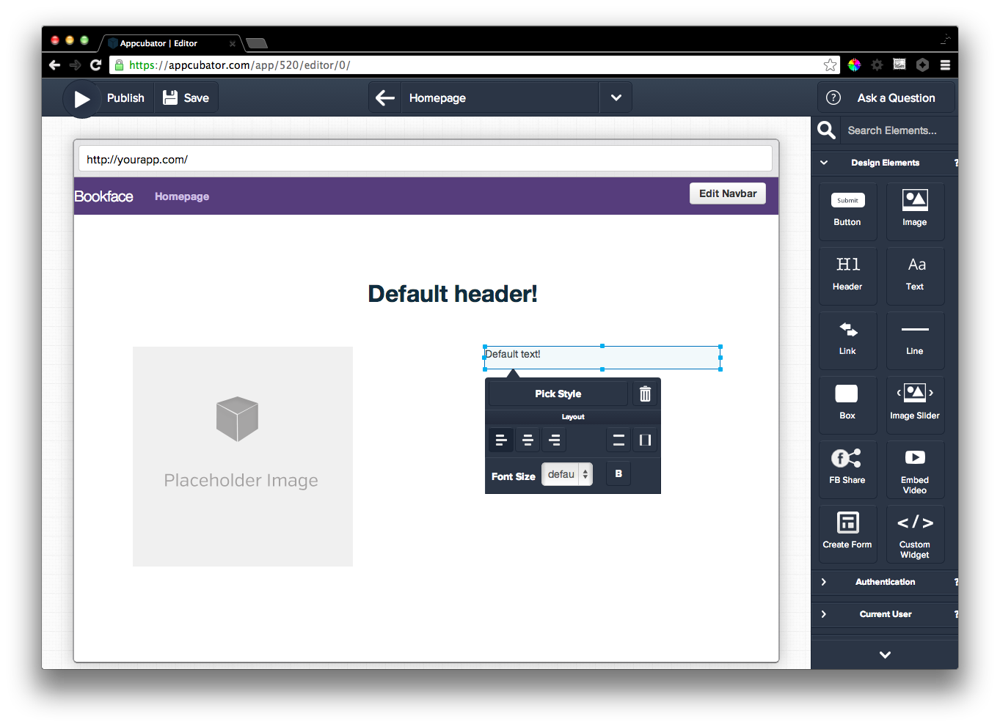 Appcubator | Editor
https://appcubator.com/app/520/editor/0/
Publish
Save
Homepage
? Ask a Question
Search Elements...
http://yourapp.com/
Bookface
Homepage
Edit Navbar
Default header!
Placeholder Image
Default text!
Pick Style
Layout
Font Size
defau
B
Design Elements ?
Submit
Button
Image
H1
Header
Aa
Text
Link
Line
Box
Image Slider
f
FB Share
Embed
Video
Create Form
</>
Custom
Widget
Authentication ?
Current User ?